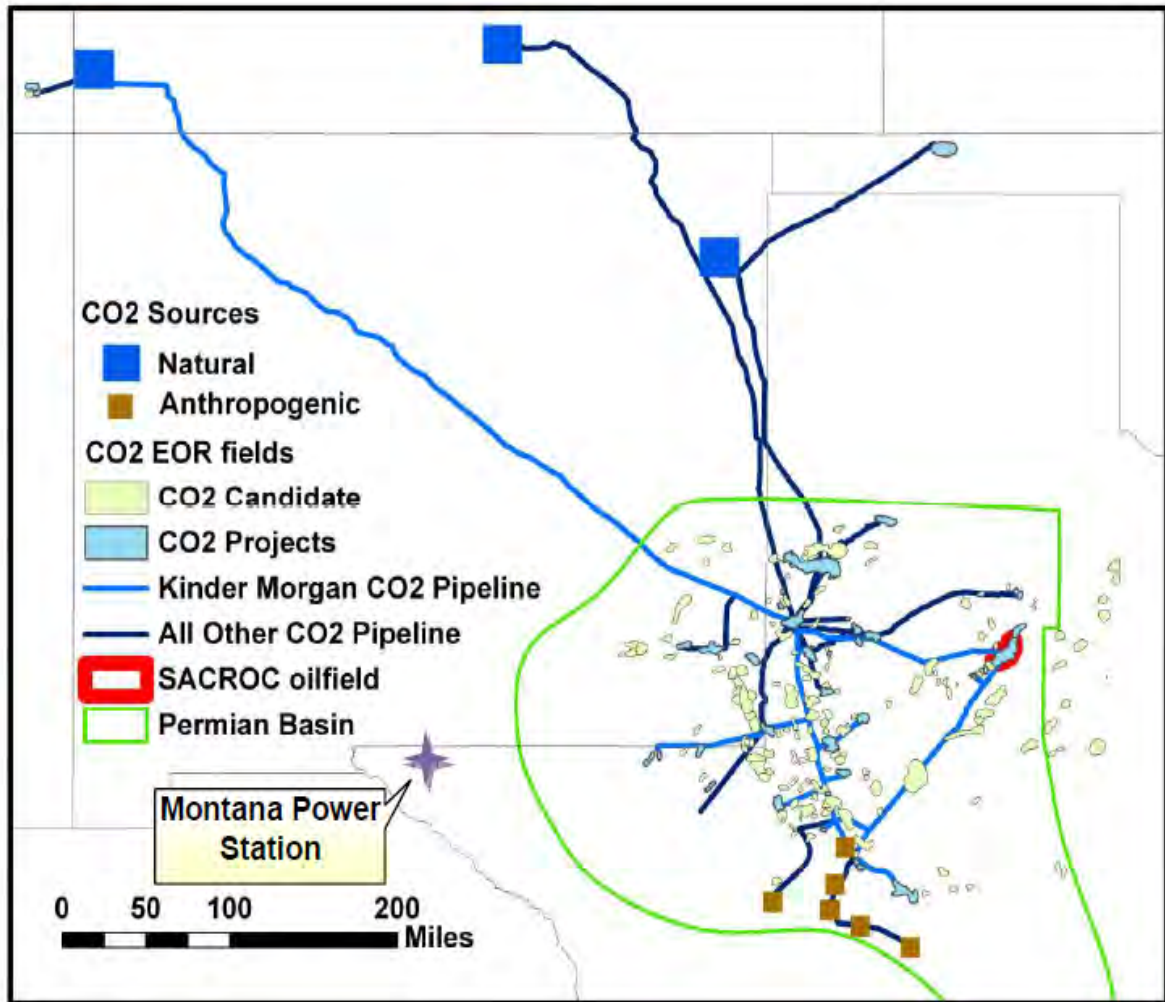 CO2 Sources
Natural
Anthropogenic
CO2 EOR fields
CO2 Candidate
CO2 Projects
Kinder Morgan CO2 Pipeline
All Other CO2 Pipeline
SACROC oilfield
Permian Basin
Montana Power
Station
0 50 100 200
Miles